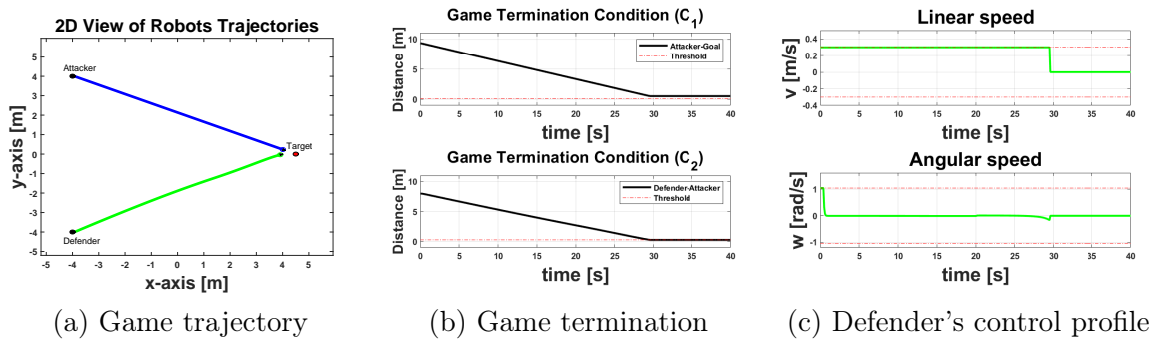 2D View of Robots Trajectories
y-axis [m]
4
3
2
1
0
-1
-2
-3
-4
-5
Attacker
Target
Defender
-5 -4 -3 -2 -1 0 1 2 3 4 5
x-axis [m]
(a) Game trajectory
Game Termination Condition (C1)
Distance [m]
10
5
0
Attacker-Goal
Threshold
0 5 10 15 20 25 30 35 40
time [s]
Game Termination Condition (C2)
Distance [m]
10
5
0
Defender-Attacker
Threshold
0 5 10 15 20 25 30 35 40
time [s]
(b) Game termination
Linear speed
v [m/s]
0.4
0.2
0
-0.2
-0.4
0 5 10 15 20 25 30 35 40
time [s]
Angular speed
w [rad/s]
1
0
-1
0 5 10 15 20 25 30 35 40
time [s]
(c) Defender's control profile